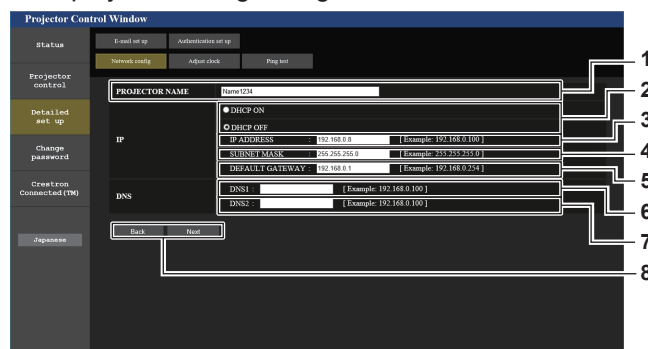 Projector Control Window
Status
E-mail set up
Authentication set up
Network config
Adjust clock
Ping test
Projector
control
Detailed
set up
Change
password
Crestron
Connected(TM)
Japanese
PROJECTOR NAME
Name1234
1
IP
DHCP ON
DHCP OFF
2
IP ADDRESS : 192.168.0.8 [ Example: 192.168.0.100 ]
3
SUBNET MASK : 255.255.255.0 [ Example: 255.255.255.0 ]
4
DEFAULT GATEWAY : 192.168.0.1 [ Example: 192.168.0.254 ]
5
DNS
DNS1 : [ Example: 192.168.0.100 ]
6
DNS2 : [ Example: 192.168.0.100 ]
7
Back
Next
8